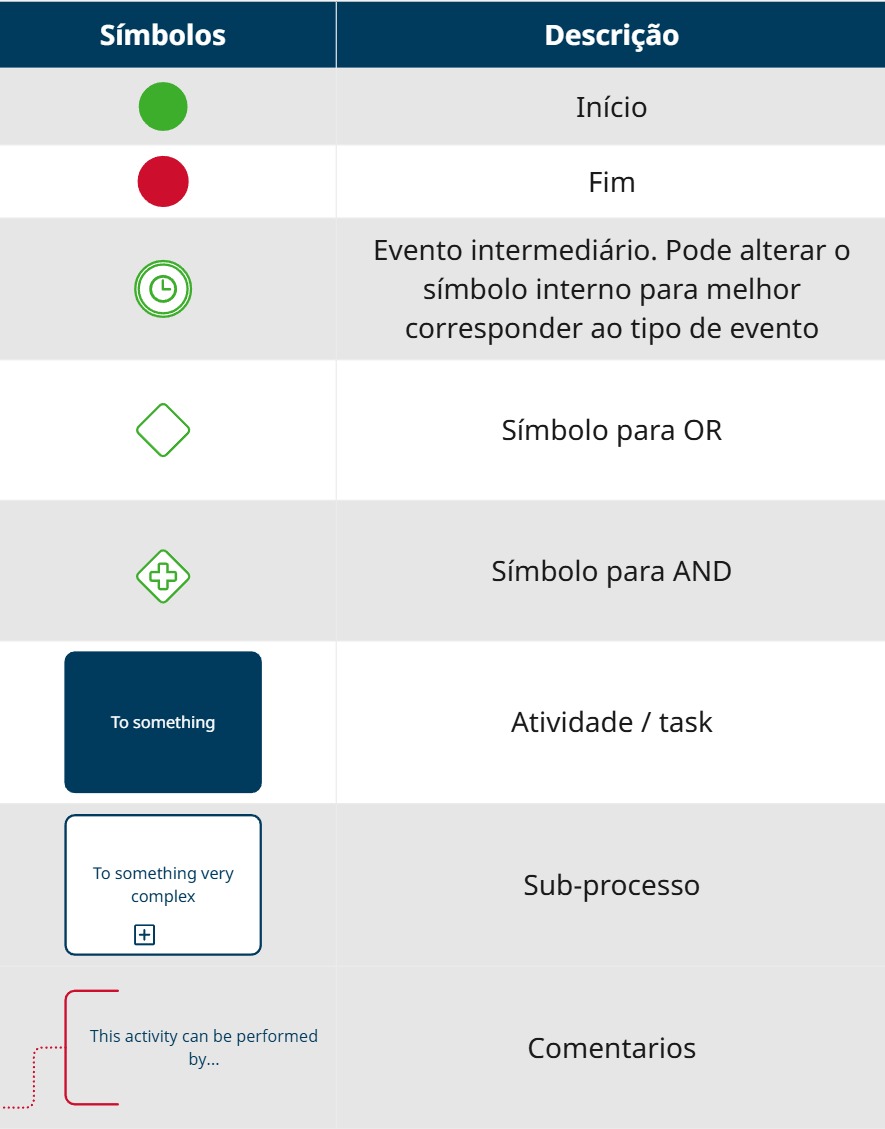 Símbolos
Descrição
Início
Fim
Evento intermediário. Pode alterar o
símbolo interno para melhor
corresponder ao tipo de evento
Símbolo para OR
Símbolo para AND
To something
Atividade / task
To something very
complex
Sub-processo
This activity can be performed
by...
Comentarios